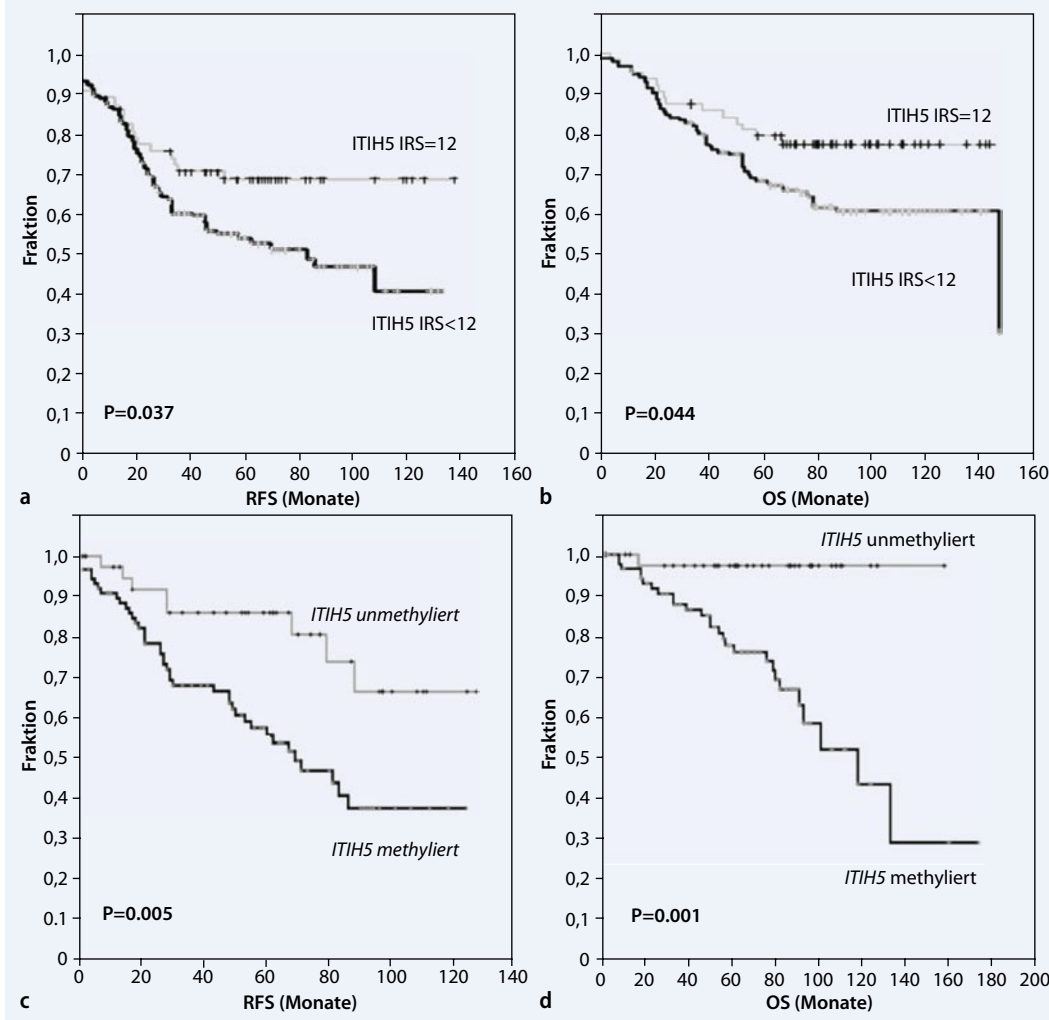 1,0
0,9
0,8
0,7
0,6
0,5
0,4
0,3
0,2
0,1
0
Fraktion
ITIH5 IRS=12
ITIH5 IRS<12
P=0.037
0 20 40 60 80 100 120 140 160
a
RFS (Monate)
1,0
0,9
0,8
0,7
0,6
0,5
0,4
0,3
0,2
0,1
0
Fraktion
ITIH5 IRS=12
ITIH5 IRS<12
P=0.044
0 20 40 60 80 100 120 140 160
b
OS (Monate)
1,0
0,9
0,8
0,7
0,6
0,5
0,4
0,3
0,2
0.1
0
Fraktion
ITIH5 unmethyliert
ITIH5 methyliert
P=0.005
0 20 40 60 80 100 120 140
c
RFS (Monate)
1,0
0,9
0,8
0,7
0,6
0,5
0,4
0,3
0,2
0,1
0
Fraktion
ITIH5 unmethyliert
ITIH5 methyliert
P=0.001
0 20 40 60 80 100 120 140 160 180 200
d
OS (Monate)